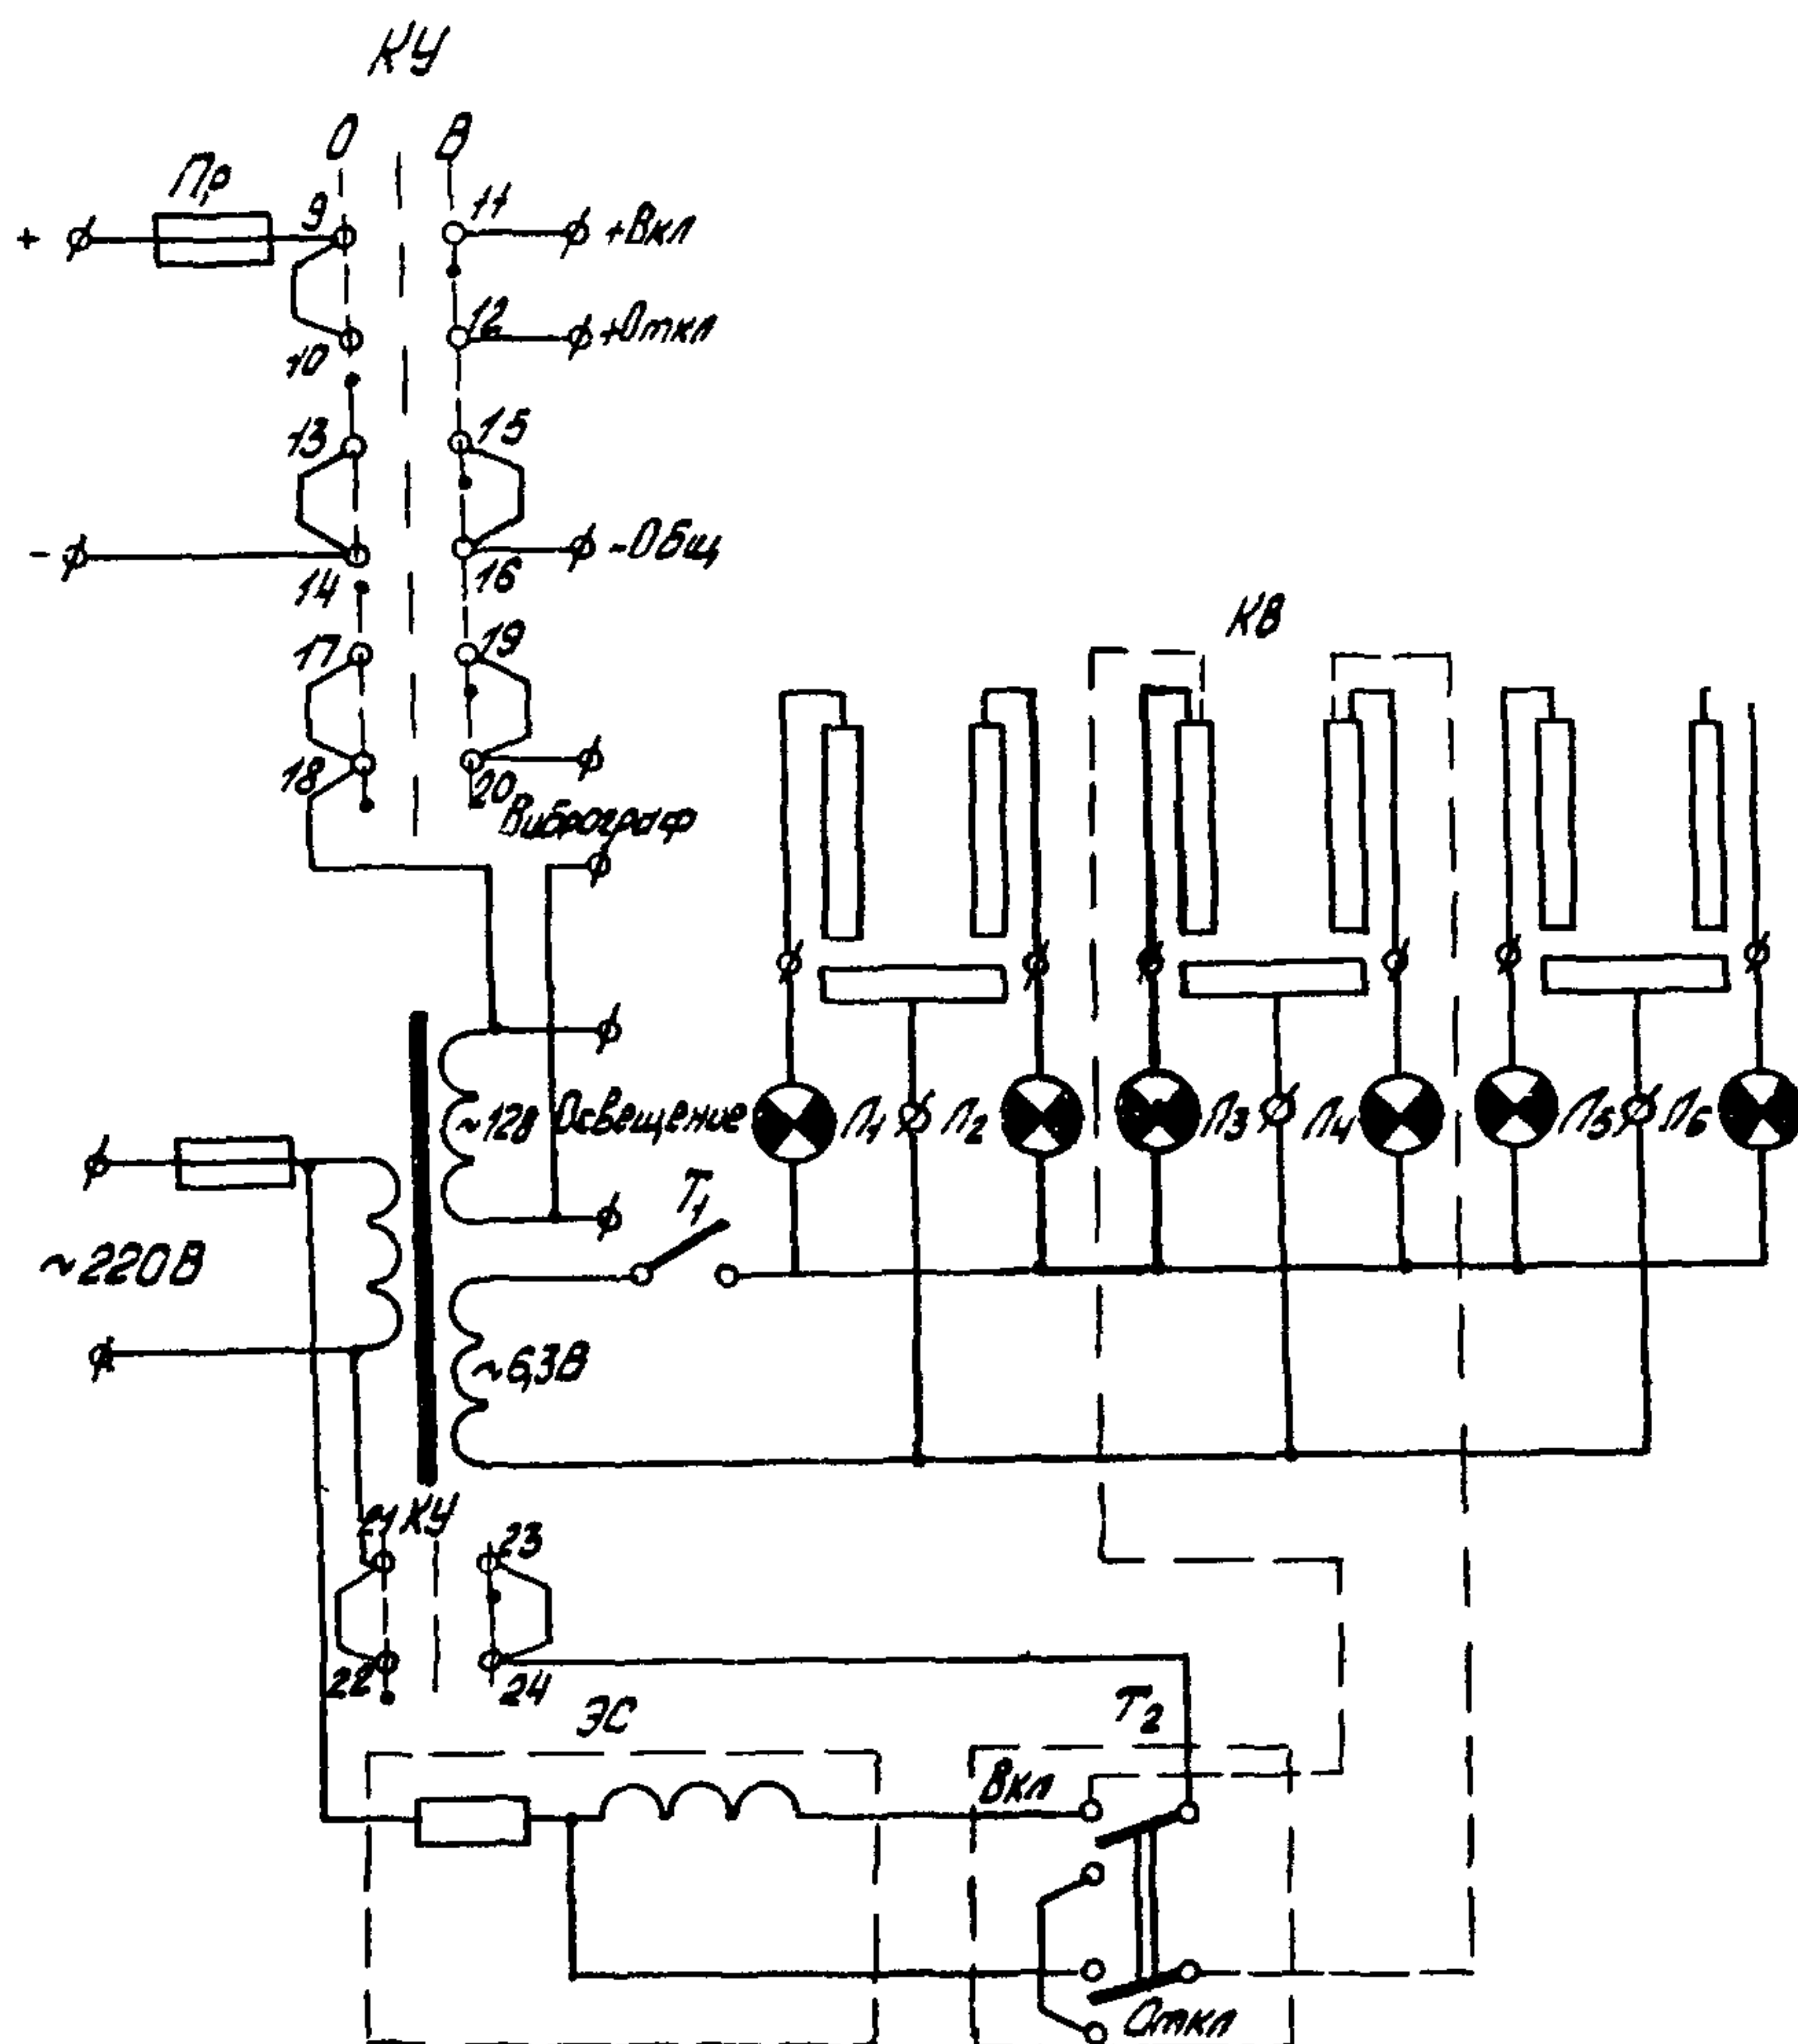 КУ
О В
Пр
9 11
+ +Вкл
10 12
+Откл
13 15
- -Общ
14 16
17 19
18 20
Виброграф
КВ
~12В Освещение
Л1 Л2 Л3 Л4 Л5 Л6
Т1
~220В
~6,3В
21 КУ 23
22 24
ЭС Т2
Вкл
Откл